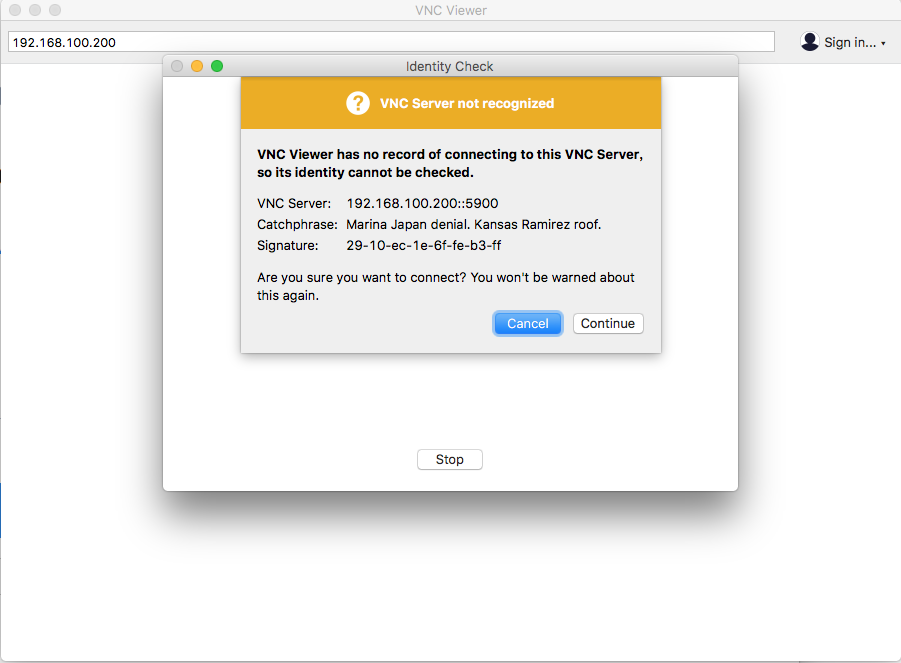 VNC Viewer
192.168.100.200
Sign in...
Identity Check
? VNC Server not recognized
VNC Viewer has no record of connecting to this VNC Server,
so its identity cannot be checked.
VNC Server: 192.168.100.200::5900
Catchphrase: Marina Japan denial. Kansas Ramirez roof.
Signature: 29-10-ec-1e-6f-fe-b3-ff
Are you sure you want to connect? You won't be warned about
this again.
Cancel Continue
Stop